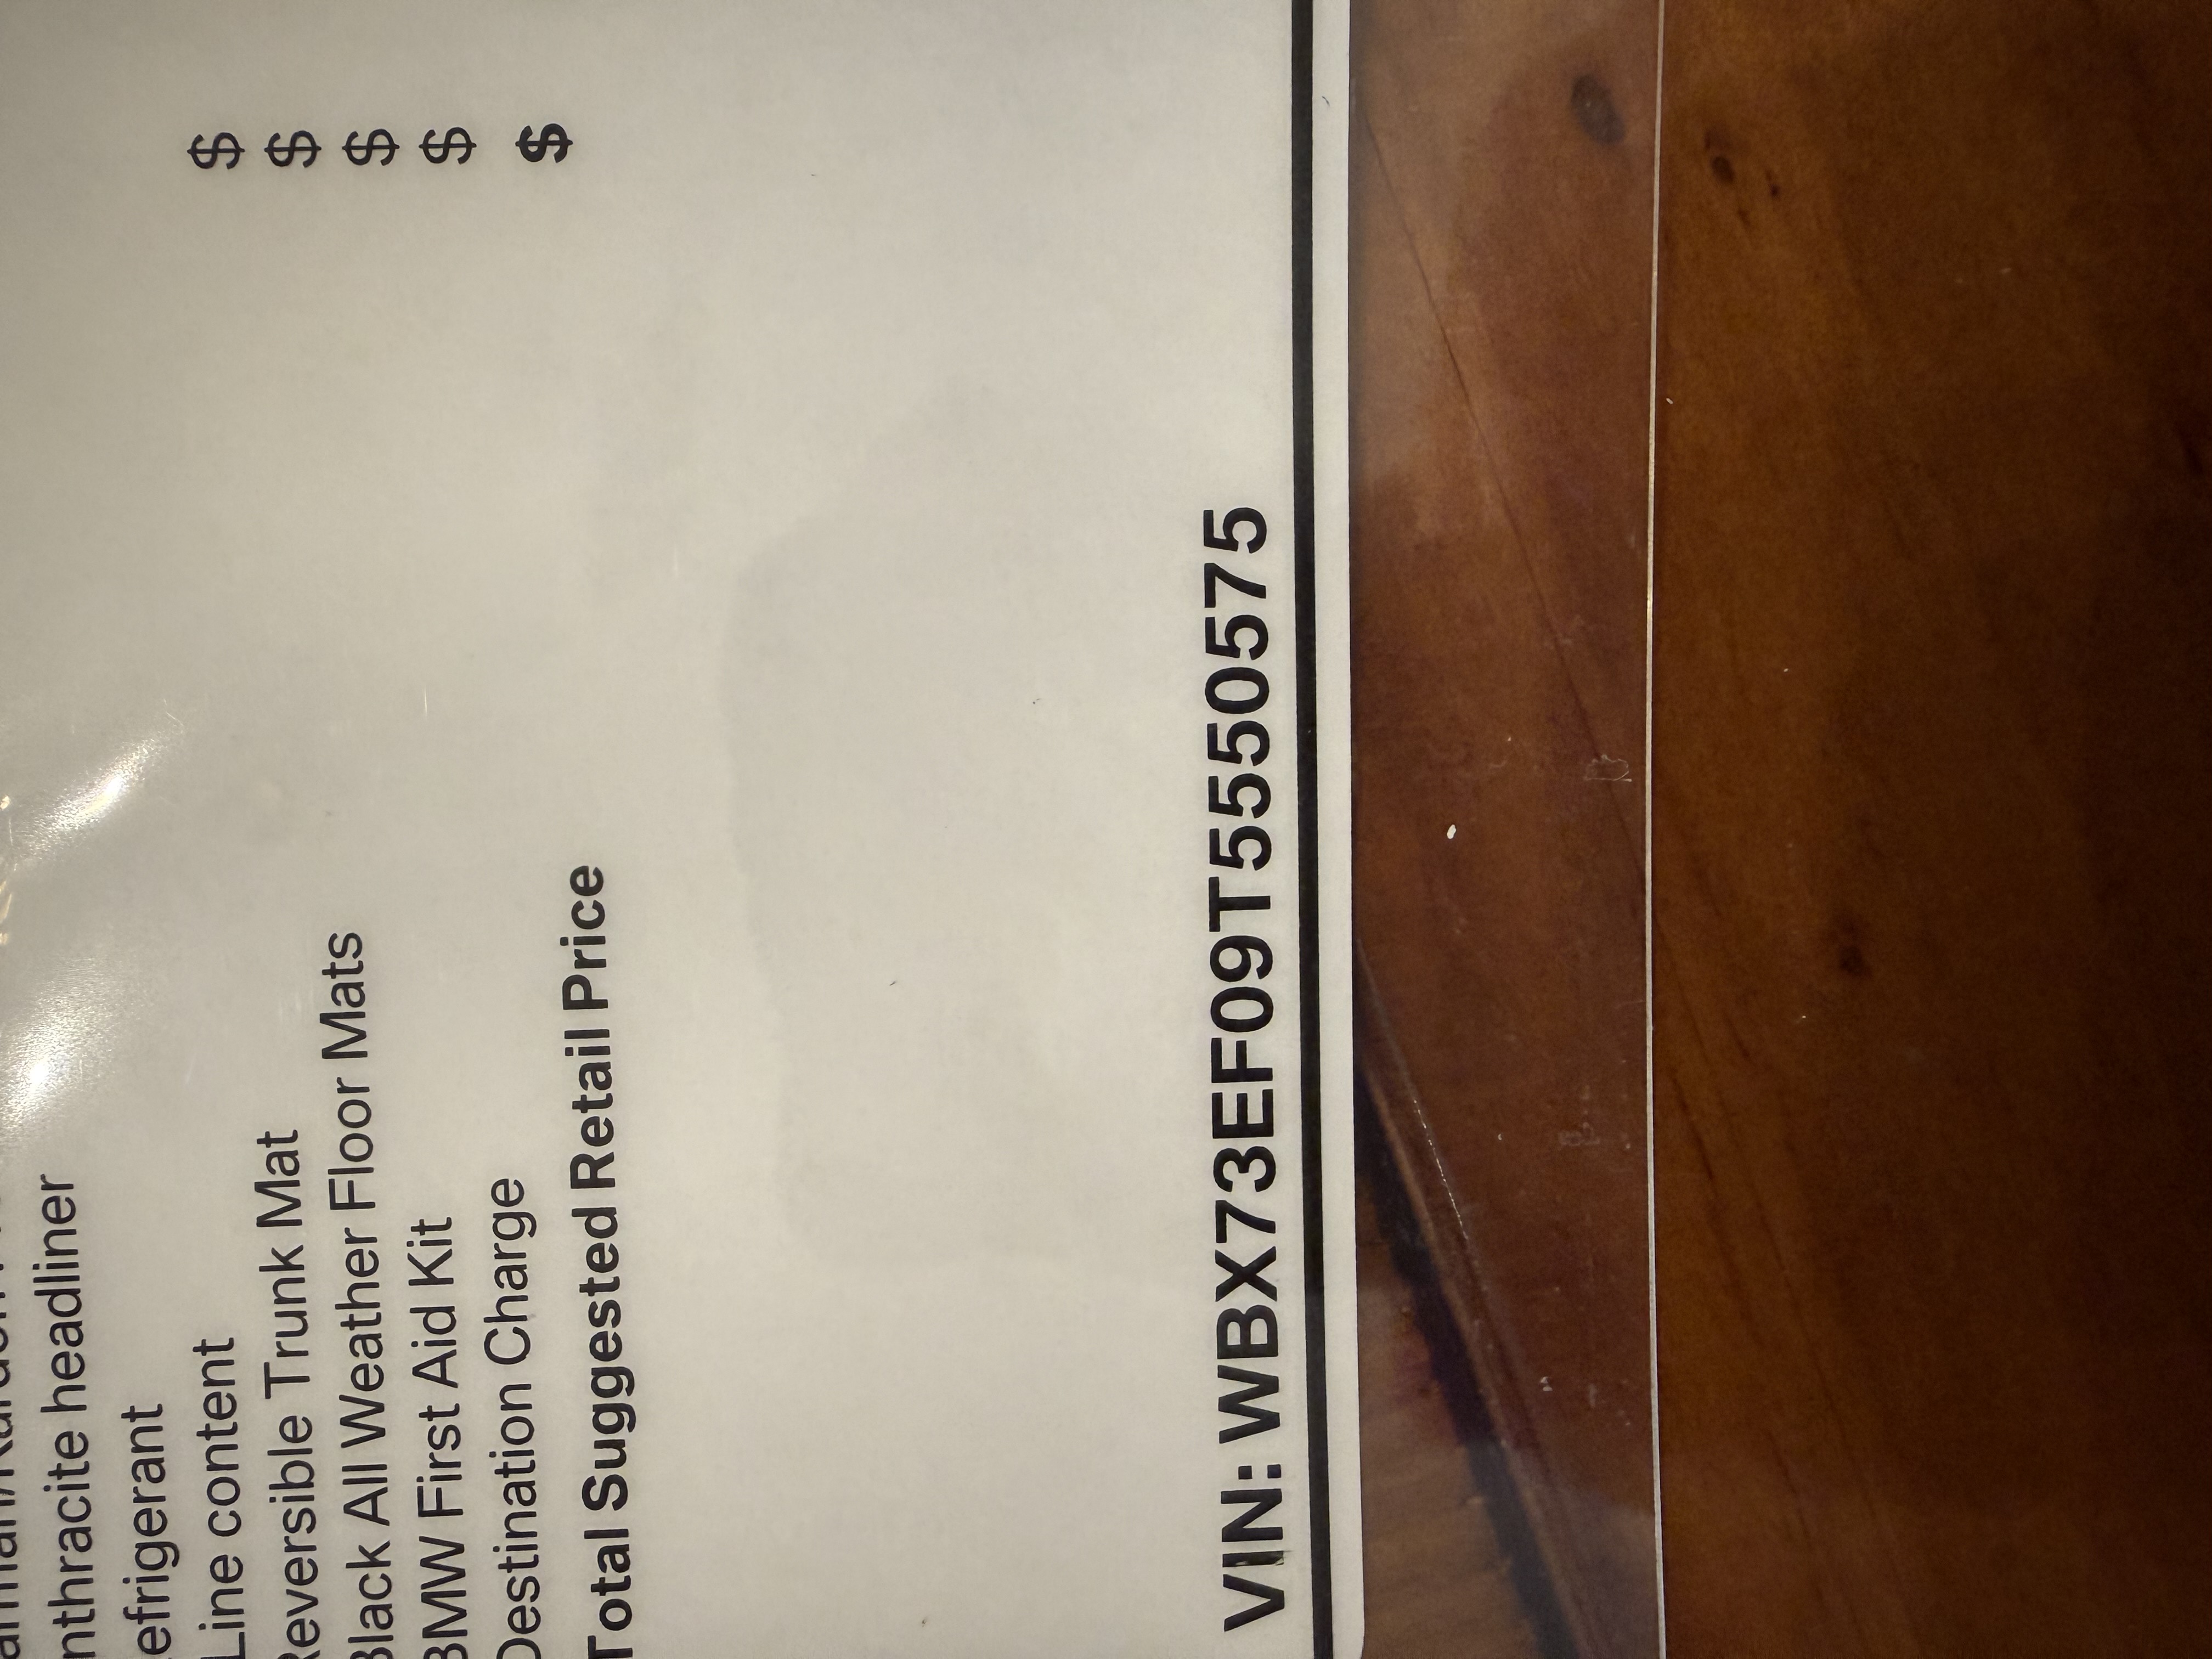 nthracite headliner
efrigerant
Line content
Reversible Trunk Mat $
Black All Weather Floor Mats $
BMW First Aid Kit $
Destination Charge $
Total Suggested Retail Price $
VIN: WBX73EF09T5550575